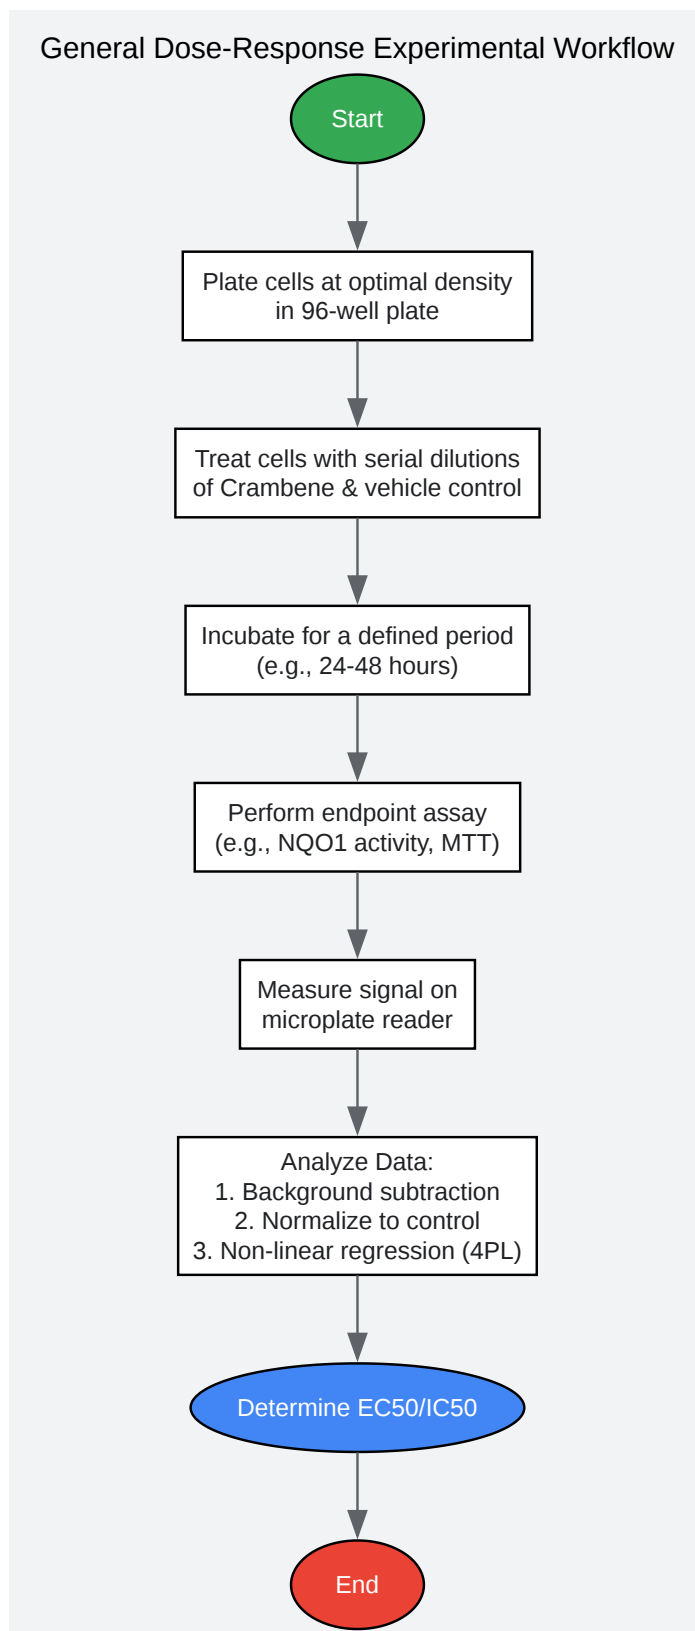 General Dose-Response Experimental Workflow
Start
Plate cells at optimal density
in 96-well plate
Treat cells with serial dilutions
of Crambene & vehicle control
Incubate for a defined period
(e.g., 24-48 hours)
Perform endpoint assay
(e.g., NQO1 activity, MTT)
Measure signal on
microplate reader
Analyze Data:
1. Background subtraction
2. Normalize to control
3. Non-linear regression (4PL)
Determine EC50/IC50
End